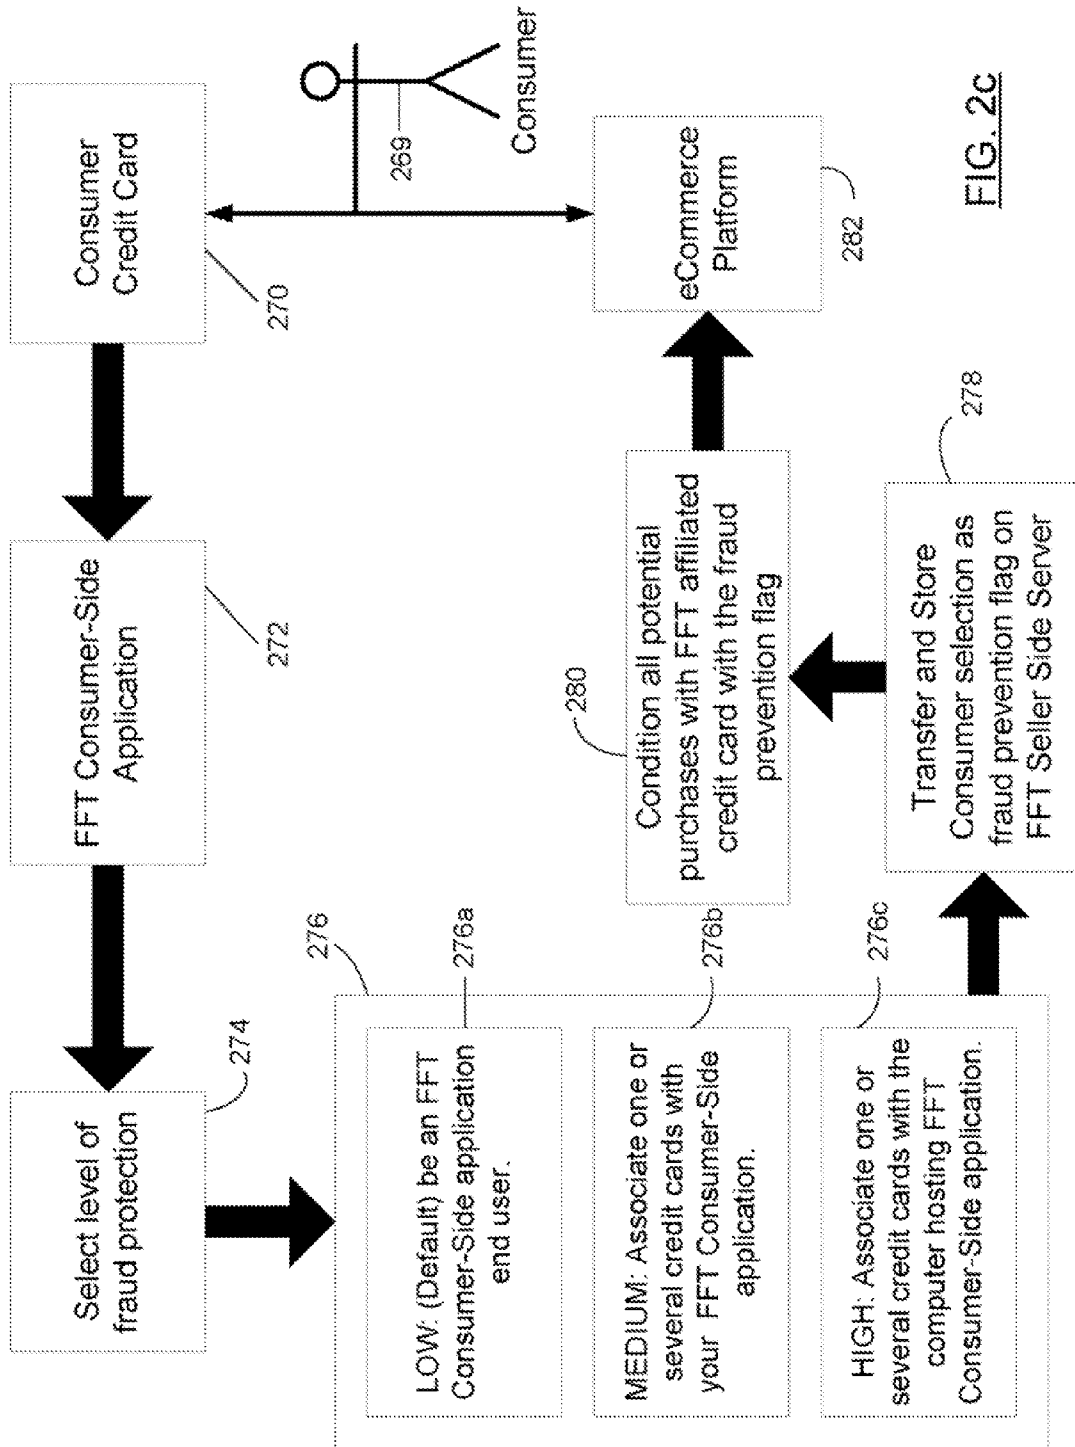 Select level of
fraud protection
274
FFT Consumer-Side
Application
272
Consumer
Credit Card
270
269
Consumer
276
LOW: (Default) be an FFT
Consumer-Side application
end user.
276a
MEDIUM: Associate one or
several credit cards with
your FFT Consumer-Side
application.
276b
HIGH: Associate one or
several credit cards with the
computer hosting FFT
Consumer-Side application.
276c
Condition all potential
purchases with FFT affiliated
credit card with the fraud
prevention flag
280
Transfer and Store
Consumer selection as
fraud prevention flag on
FFT Seller Side Server
278
eCommerce
Platform
282
FIG. 2c